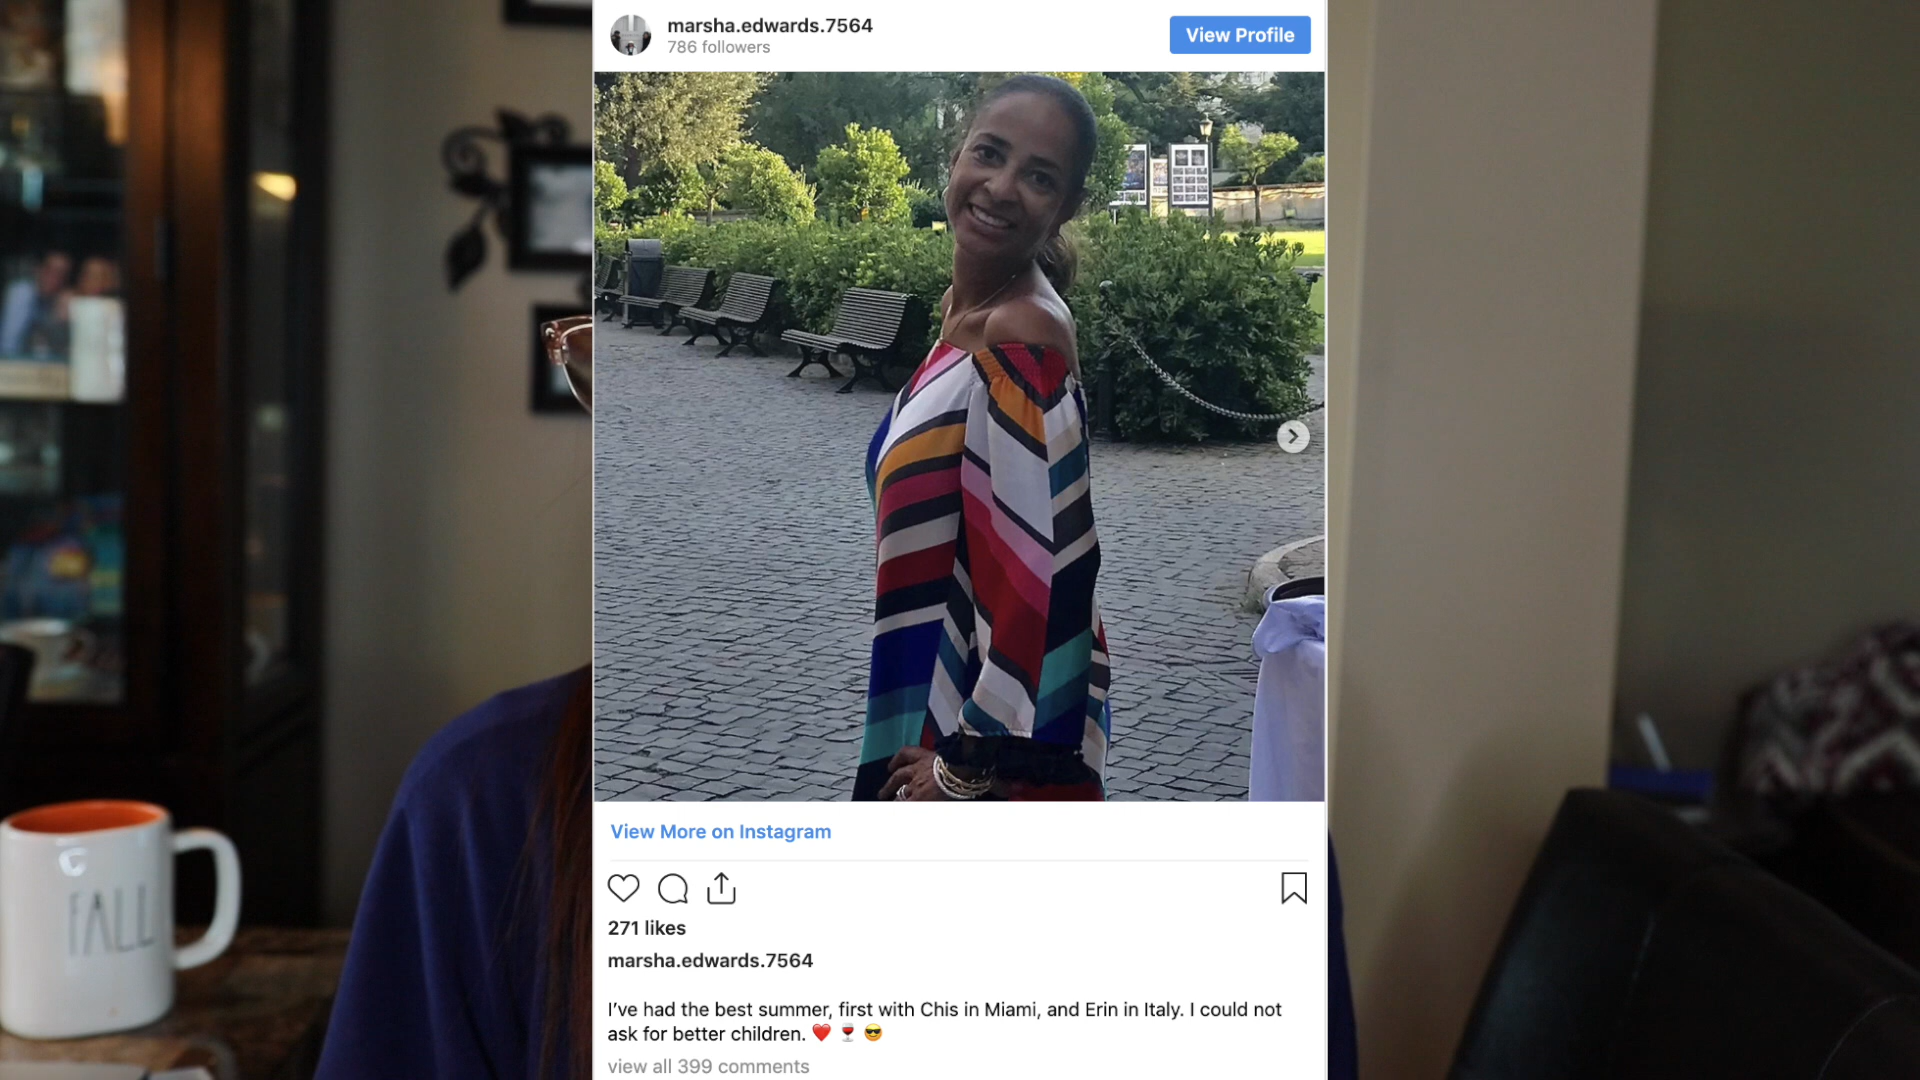 marsha.edwards.7564
786 followers
View Profile
View More on Instagram
271 likes
marsha.edwards.7564
I've had the best summer, first with Chis in Miami, and Erin in Italy. I could not
ask for better children. ❤️ 🍷 😎
view all 399 comments
FALL